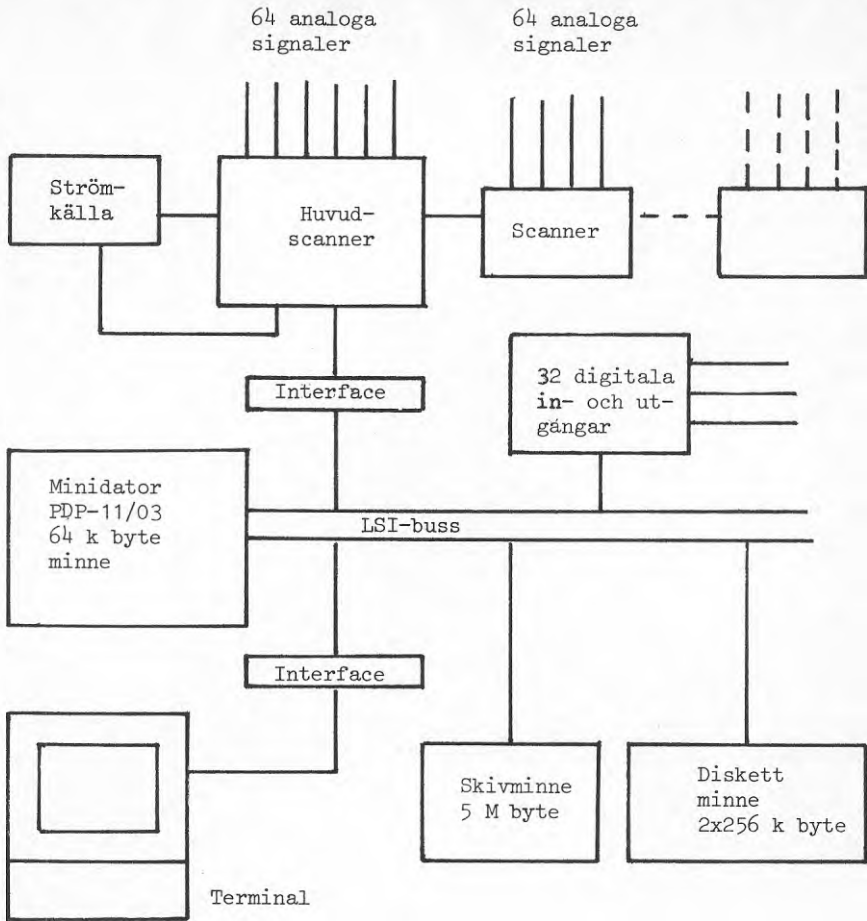 64 analoga
signaler
64 analoga
signaler
Ström-
källa
Huvud-
scanner
Scanner
Interface
32 digitala
in- och ut-
gångar
Minidator
PDP-11/03
64 k byte
minne
LSI-buss
Interface
Skivminne
5 M byte
Diskett
minne
2x256 k byte
Terminal